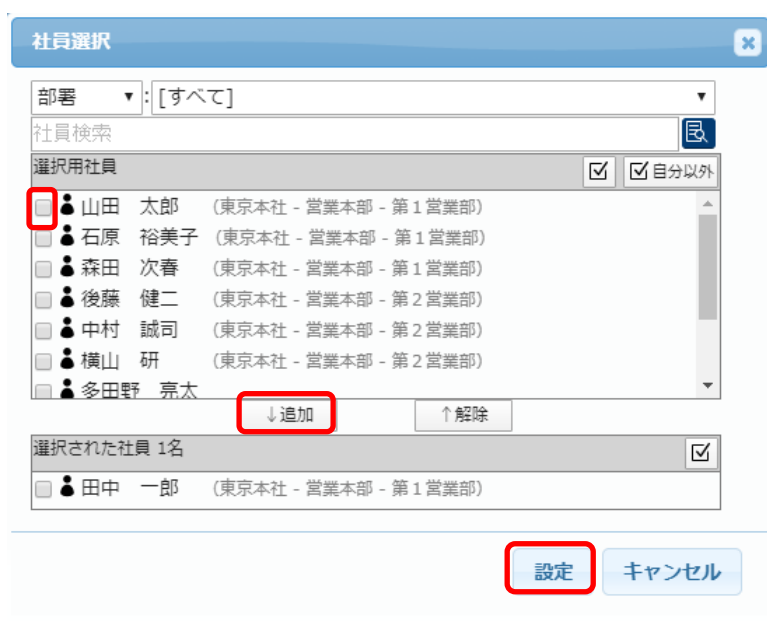 社員選択
部署 : [すべて]
社員検索
選択用社員 自分以外
山田 太郎 (東京本社 - 営業本部 - 第1営業部)
石原 裕美子 (東京本社 - 営業本部 - 第1営業部)
森田 次春 (東京本社 - 営業本部 - 第1営業部)
後藤 健二 (東京本社 - 営業本部 - 第2営業部)
中村 誠司 (東京本社 - 営業本部 - 第2営業部)
横山 研 (東京本社 - 営業本部 - 第2営業部)
多田野 亮太
↓追加 ↑解除
選択された社員 1名
田中 一郎 (東京本社 - 営業本部 - 第1営業部)
設定 キャンセル